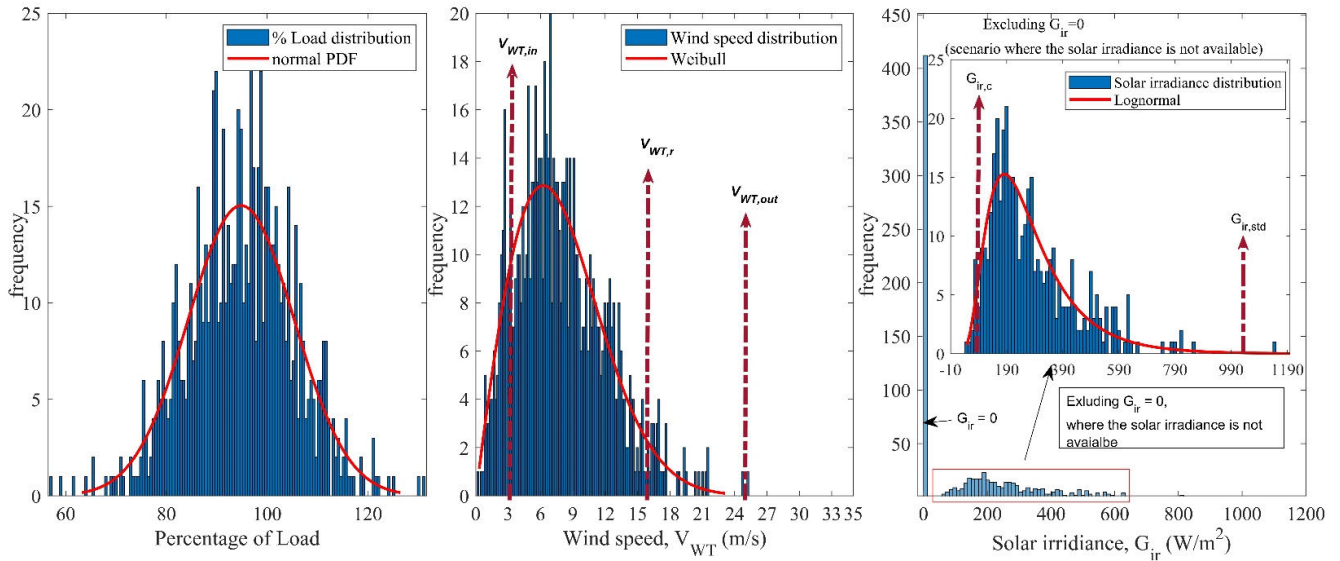 25
20
15
10
5
0
frequency
60
80
100
120
Percentage of Load
% Load distribution
normal PDF
20
18
16
14
12
10
8
6
4
2
0
frequency
0
3
6
9
12
15
18
21
24
27
30
33 35
Wind speed, V_WT (m/s)
Wind speed distribution
Weibull
V_WT,in
V_WT,r
V_WT,out
450
400
350
300
250
200
150
100
50
frequency
0
200
400
600
800
1000
1200
Solar irridiance, G_ir (W/m²)
Excluding G_ir=0
(scenario where the solar irradiance is not available)
25
20
15
10
5
0
-10
190
390
590
790
990
1190
Solar irradiance distribution
Lognormal
G_ir,c
G_ir,std
G_ir = 0
Exluding G_ir = 0,
where the solar irradiance is not
avaialbe